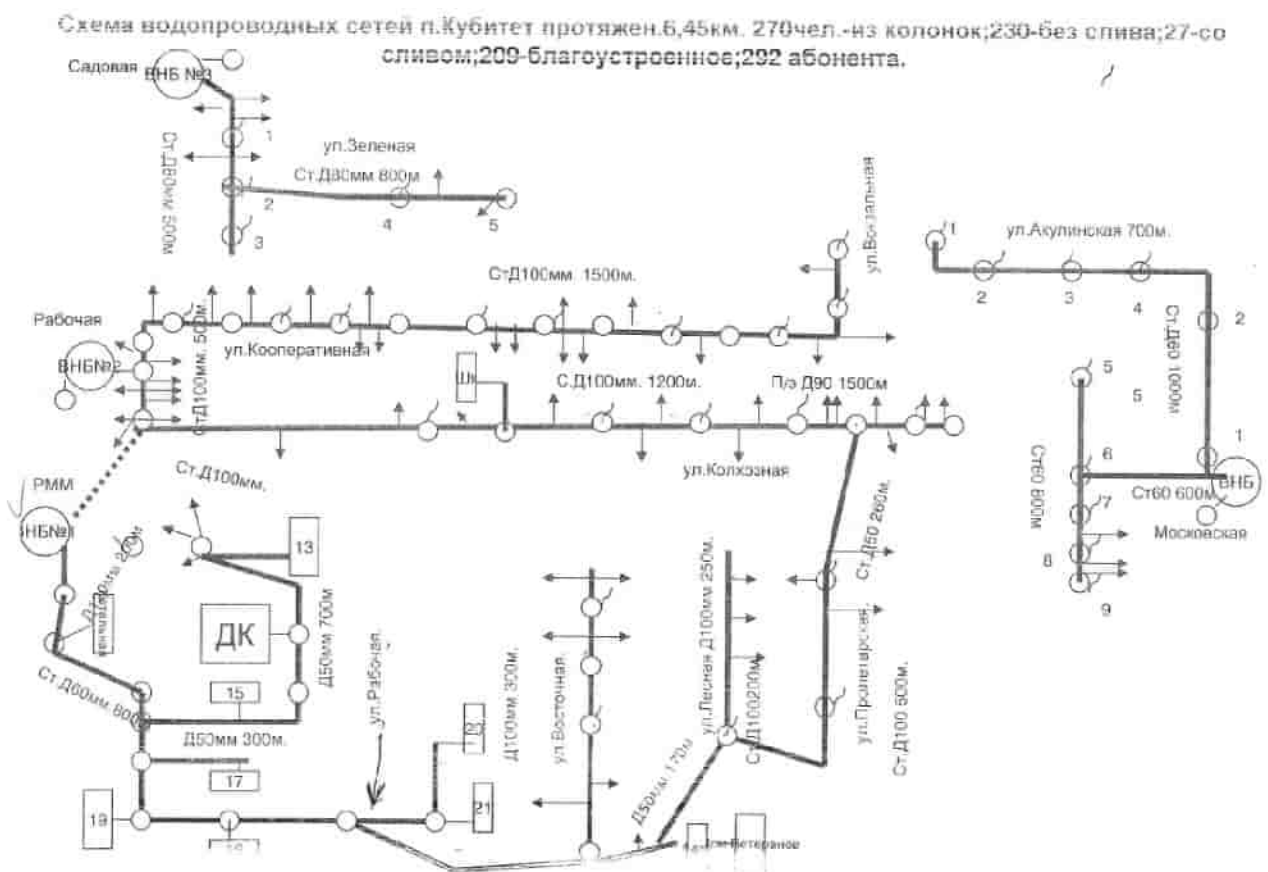 Схема водопроводных сетей п.Кубитет протяжен.6,45км. 270чел.-из колонок;230-без слива;27-со
сливом;209-благоустроенное;292 абонента.
Садовая
ВНБ №3
1
Ст.Д80мм 500м
ул.Зеленая
Ст.Д80мм 800м
2
4
5
3
ул.Вокзальная
1
ул.Акулинская 700м.
2
3
4
2
Ст.Д60 1000м
СтД100мм. 1500м.
Рабочая
ул.Кооперативная
ВНБ№2
СтД100мм. 500м.
С.Д100мм. 1200м.
П/э Д90 1500м
5
5
1
6
ул.Колхозная
Ст.Д100мм.
Ст60 600м
ВНБ
Ст60 800м
7
Московская
8
9
РММ
13
ДК
Д50мм 700м
15
Ст.Д60мм.
Д50мм 300м.
17
ул.Рабочая.
19
21
Д100мм 300м.
ул.Восточная.
ул.Лесная Д100мм 250м.
Ст.Д100200м
Ст.Д50 260м.
ул.Пролетарская.
Ст.Д100 500м.
Д50мм 170м